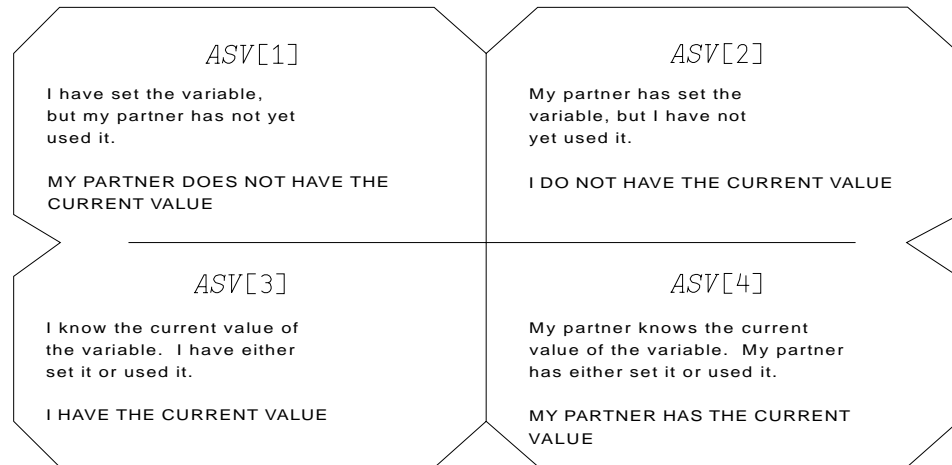 ASV[1]
I have set the variable,
but my partner has not yet
used it.
MY PARTNER DOES NOT HAVE THE
CURRENT VALUE
ASV[2]
My partner has set the
variable, but I have not
yet used it.
I DO NOT HAVE THE CURRENT VALUE
ASV[3]
I know the current value of
the variable.  I have either
set it or used it.
I HAVE THE CURRENT VALUE
ASV[4]
My partner knows the current
value of the variable.  My partner
has either set it or used it.
MY PARTNER HAS THE CURRENT
VALUE